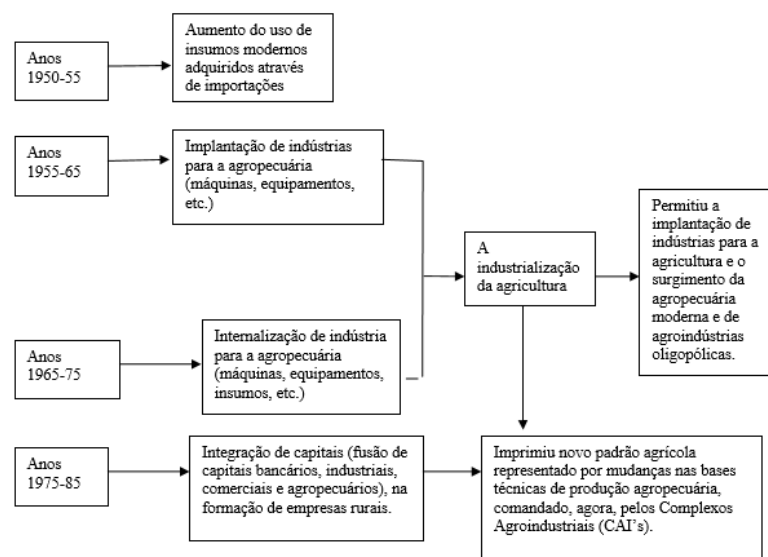 Anos
1950-55
Aumento do uso de
insumos modernos
adquiridos através
de importações
Anos
1955-65
Implantação de indústrias
para a agropecuária
(máquinas, equipamentos,
etc.)
A
industrialização
da agricultura
Permitiu a
implantação de
indústrias para a
agricultura e o
surgimento da
agropecuária
moderna e de
agroindústrias
oligopólicas.
Anos
1965-75
Internalização de indústria
para a agropecuária
(máquinas, equipamentos,
insumos, etc.)
Anos
1975-85
Integração de capitais (fusão de
capitais bancários, industriais,
comerciais e agropecuários), na
formação de empresas rurais.
Imprimiu novo padrão agrícola
representado por mudanças nas bases
técnicas de produção agropecuária,
comandado, agora, pelos Complexos
Agroindustriais (CAI’s).